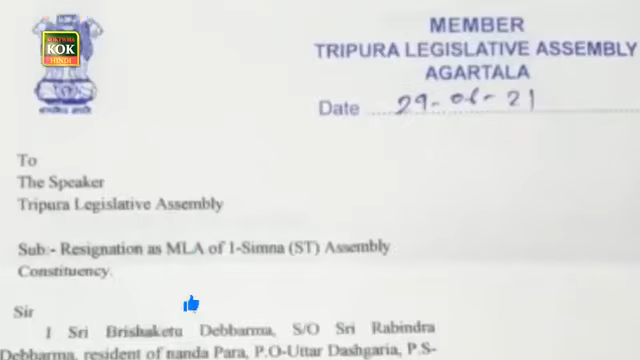 KOK
HINDI
MEMBER
TRIPURA LEGISLATIVE ASSEMBLY
AGARTALA
Date 29-06-21
To
The Speaker
Tripura Legislative Assembly
Sub:- Resignation as MLA of 1-Simna (ST) Assembly
Constituency.
Sir
I Sri Brishaketu Debbarma, S/O Sri Rabindra
Debbarma, resident of nanda Para, P.O-Uttar Dashgaria, P.S-